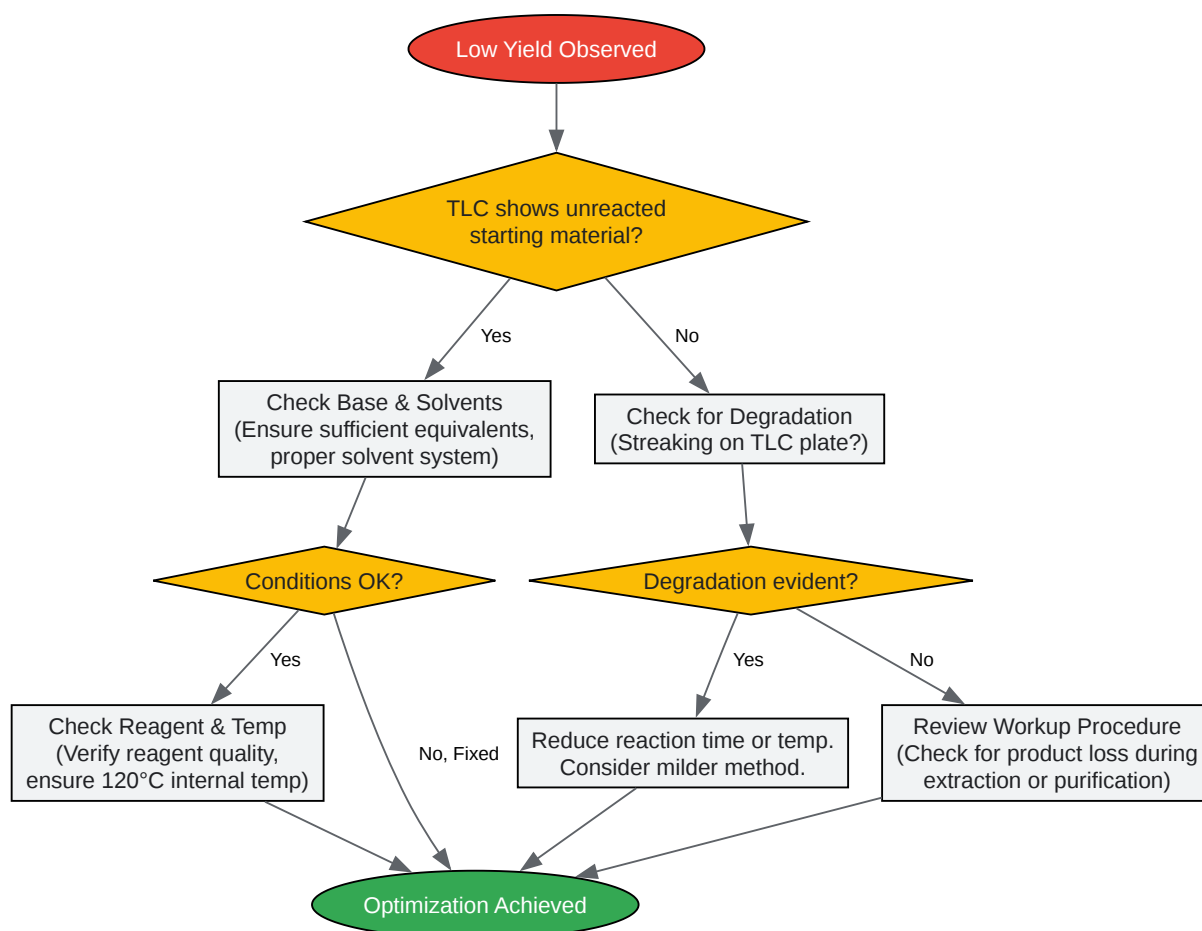 Low Yield Observed
TLC shows unreacted
starting material?
Yes
No
Check Base & Solvents
(Ensure sufficient equivalents,
proper solvent system)
Check for Degradation
(Streaking on TLC plate?)
Conditions OK?
Degradation evident?
Yes
No, Fixed
Yes
No
Check Reagent & Temp
(Verify reagent quality,
ensure 120°C internal temp)
Reduce reaction time or temp.
Consider milder method.
Review Workup Procedure
(Check for product loss during
extraction or purification)
Optimization Achieved